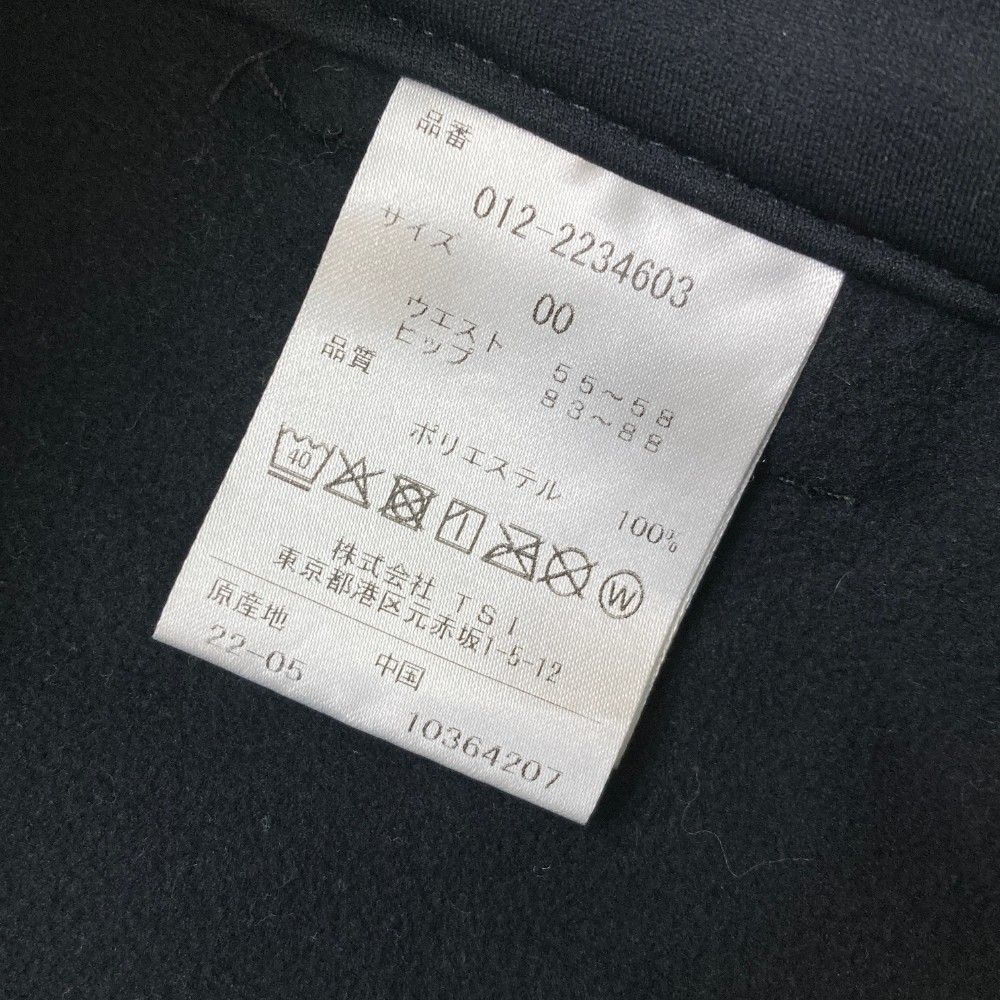 品番
012-2234603
サイズ
00
ウエスト 55~58
ヒップ 83~88
品質
ポリエステル 100%
40
W
株式会社 TSI
東京都港区元赤坂1-5-12
原産地 中国
22-05
10364207